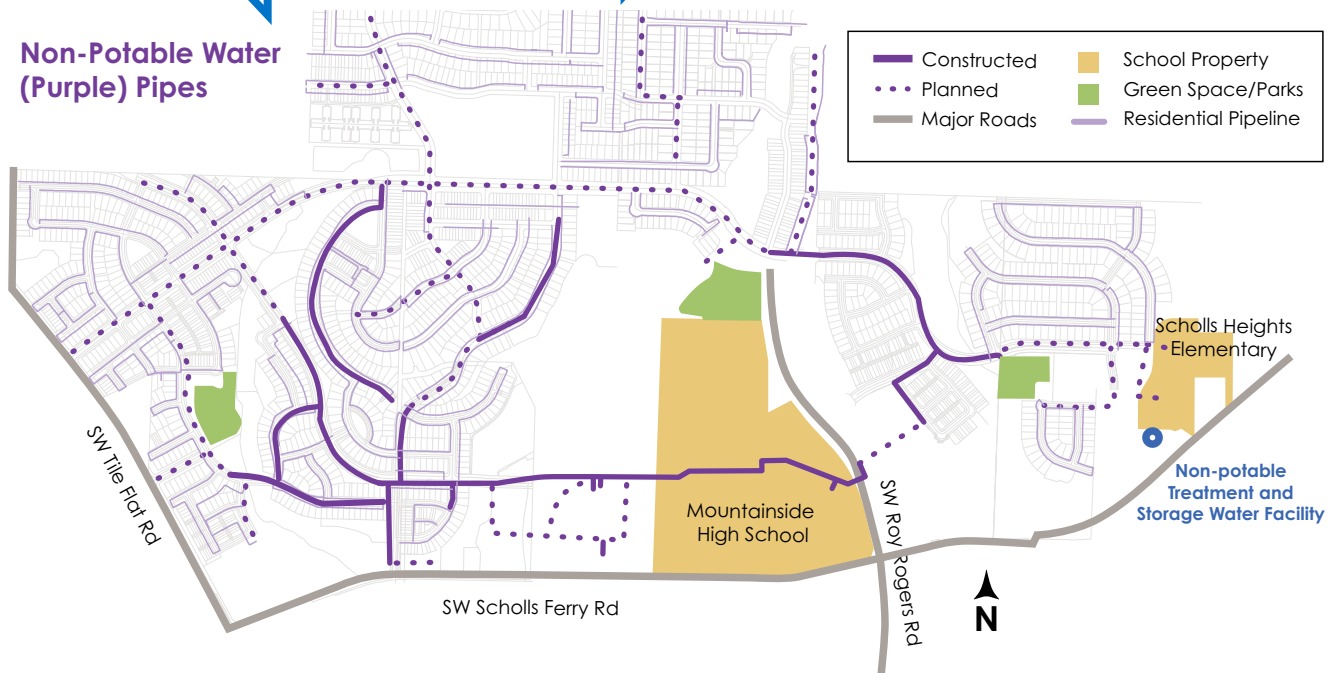 Non-Potable Water
(Purple) Pipes
Constructed
Planned
Major Roads
School Property
Green Space/Parks
Residential Pipeline
Scholls Heights
Elementary
SW Tile Flat Rd
Mountainside
High School
SW Roy Rogers Rd
Non-potable
Treatment and
Storage Water Facility
SW Scholls Ferry Rd
N